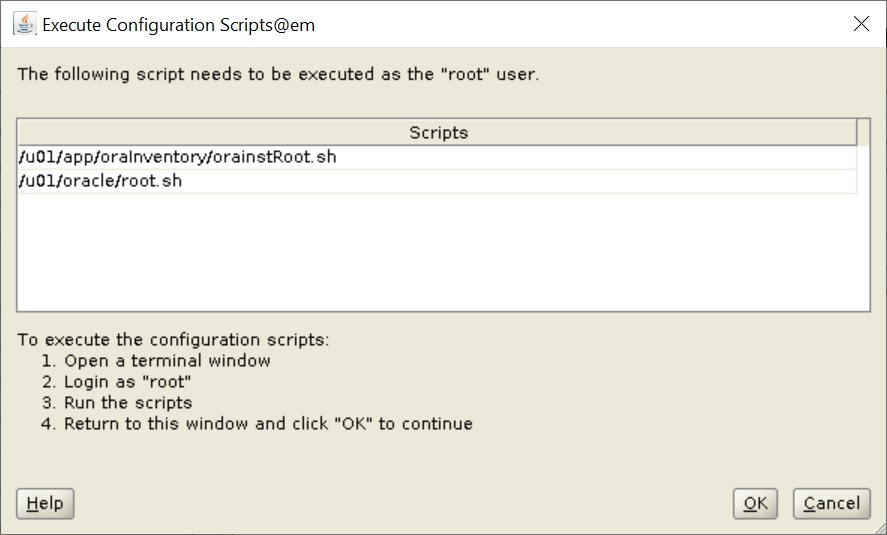 Execute Configuration Scripts@em
The following script needs to be executed as the "root" user.
Scripts
/u01/app/oraInventory/orainstRoot.sh
/u01/oracle/root.sh
To execute the configuration scripts:
1. Open a terminal window
2. Login as "root"
3. Run the scripts
4. Return to this window and click "OK" to continue
Help
OK
Cancel